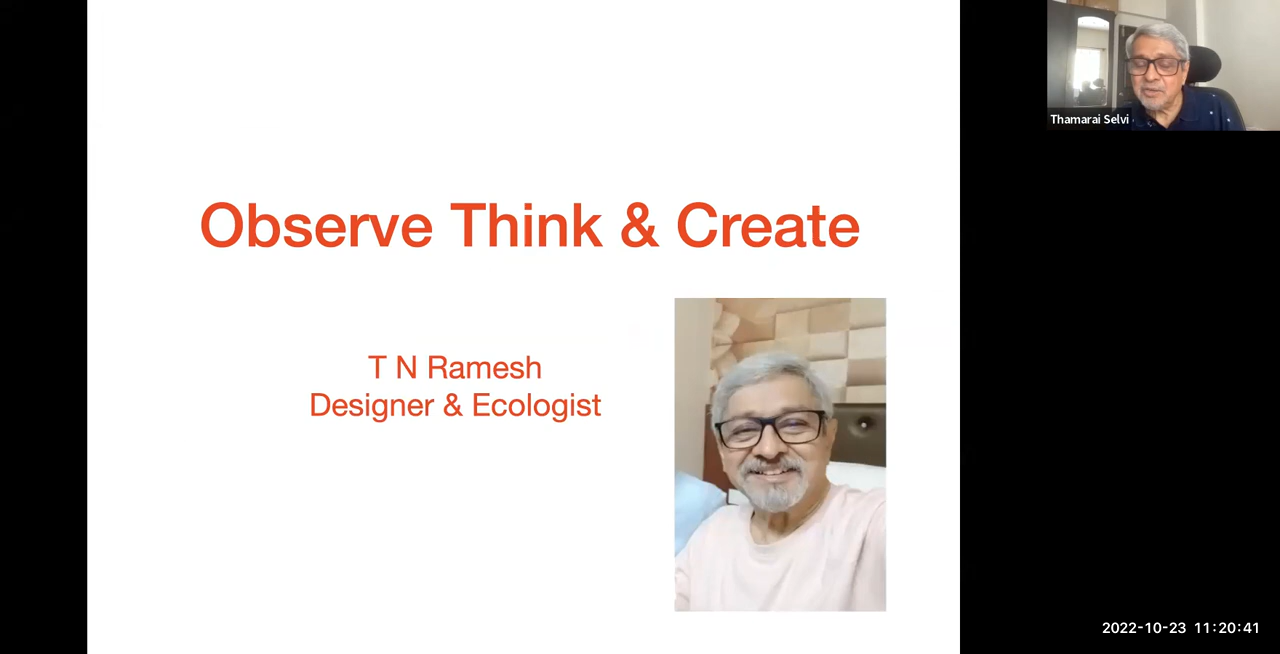 Observe Think & Create
T N Ramesh
Designer & Ecologist
Thamarai Selvi
2022-10-23 11:20:41